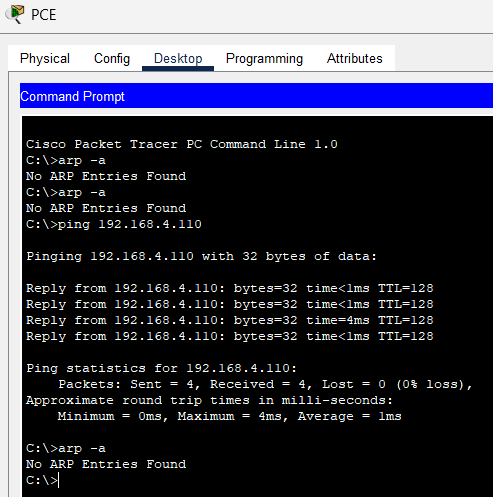 PCE
Physical Config Desktop Programming Attributes
Command Prompt
Cisco Packet Tracer PC Command Line 1.0
C:\>arp -a
No ARP Entries Found
C:\>arp -a
No ARP Entries Found
C:\>ping 192.168.4.110
Pinging 192.168.4.110 with 32 bytes of data:
Reply from 192.168.4.110: bytes=32 time<1ms TTL=128
Reply from 192.168.4.110: bytes=32 time<1ms TTL=128
Reply from 192.168.4.110: bytes=32 time=4ms TTL=128
Reply from 192.168.4.110: bytes=32 time<1ms TTL=128
Ping statistics for 192.168.4.110:
Packets: Sent = 4, Received = 4, Lost = 0 (0% loss),
Approximate round trip times in milli-seconds:
Minimum = 0ms, Maximum = 4ms, Average = 1ms
C:\>arp -a
No ARP Entries Found
C:\>